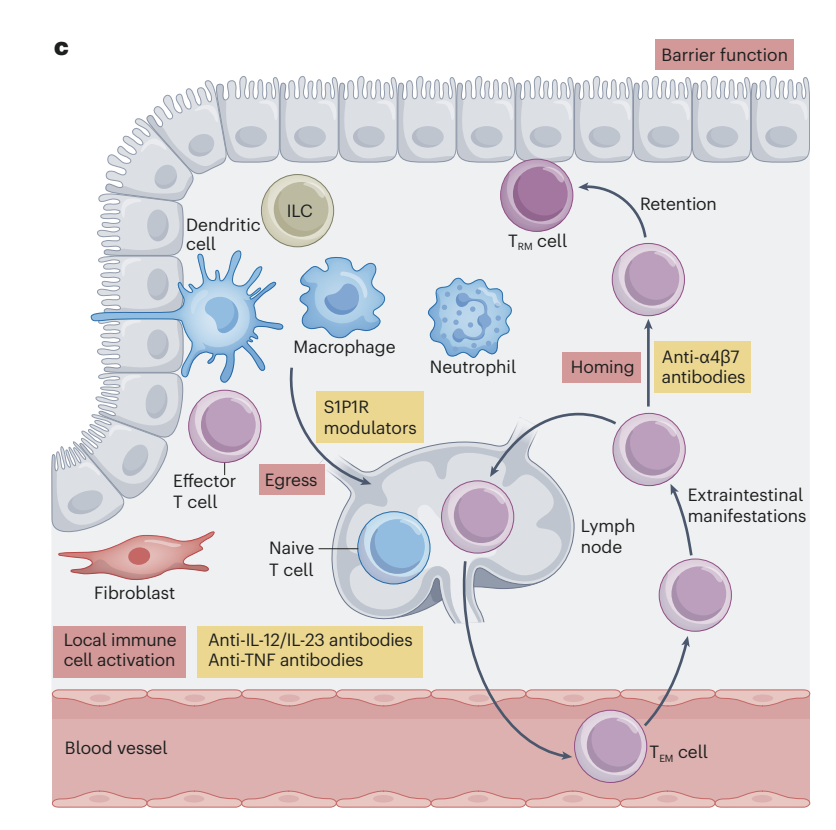 c
Barrier function
ILC
Dendritic
cell
Retention
TRM cell
Macrophage
Neutrophil
Homing
Anti-α4β7
antibodies
S1P1R
modulators
Effector
T cell
Egress
Extraintestinal
manifestations
Lymph
node
Naive
T cell
Fibroblast
Local immune
cell activation
Anti-IL-12/IL-23 antibodies
Anti-TNF antibodies
Blood vessel
TEM cell